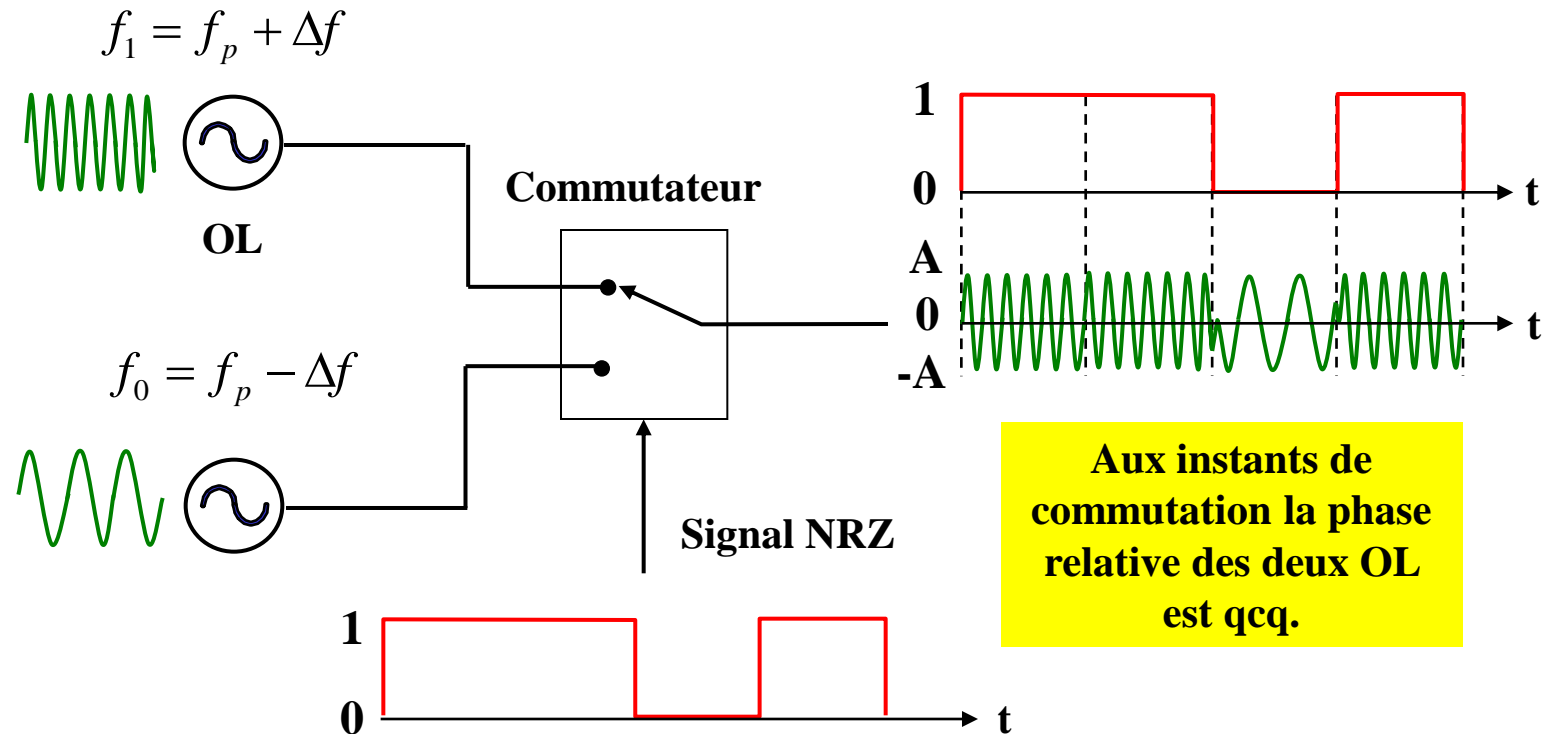 f₁ = fₚ + Δf
OL
Commutateur
f₀ = fₚ − Δf
Signal NRZ
1
0
t
1
0
t
A
0
-A
t
Aux instants de
commutation la phase
relative des deux OL
est qcq.